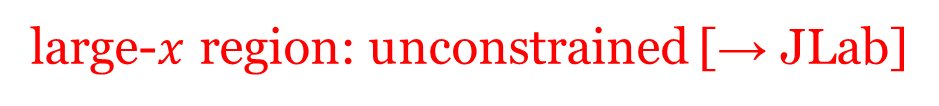 large-x region: unconstrained [→ JLab]